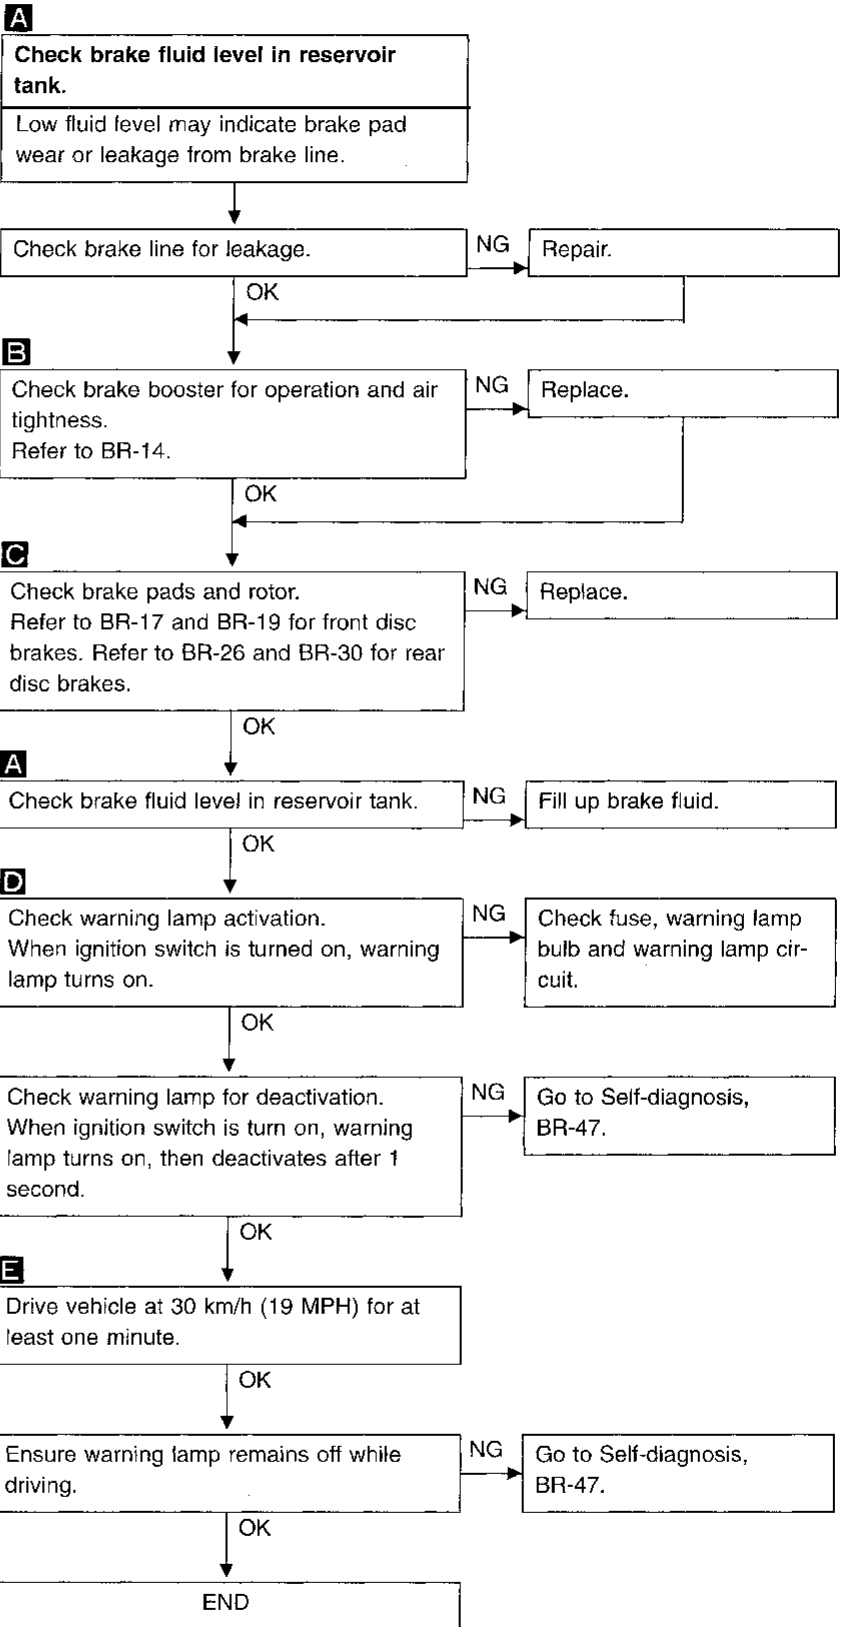 A
Check brake fluid level in reservoir
tank.
Low fluid level may indicate brake pad
wear or leakage from brake line.
Check brake line for leakage.
NG
Repair.
OK
B
Check brake booster for operation and air
tightness.
Refer to BR-14.
NG
Replace.
OK
C
Check brake pads and rotor.
Refer to BR-17 and BR-19 for front disc
brakes. Refer to BR-26 and BR-30 for rear
disc brakes.
NG
Replace.
OK
A
Check brake fluid level in reservoir tank.
NG
Fill up brake fluid.
OK
D
Check warning lamp activation.
When ignition switch is turned on, warning
lamp turns on.
NG
Check fuse, warning lamp
bulb and warning lamp cir-
cuit.
OK
Check warning lamp for deactivation.
When ignition switch is turn on, warning
lamp turns on, then deactivates after 1
second.
NG
Go to Self-diagnosis,
BR-47.
OK
E
Drive vehicle at 30 km/h (19 MPH) for at
least one minute.
OK
Ensure warning lamp remains off while
driving.
NG
Go to Self-diagnosis,
BR-47.
OK
END